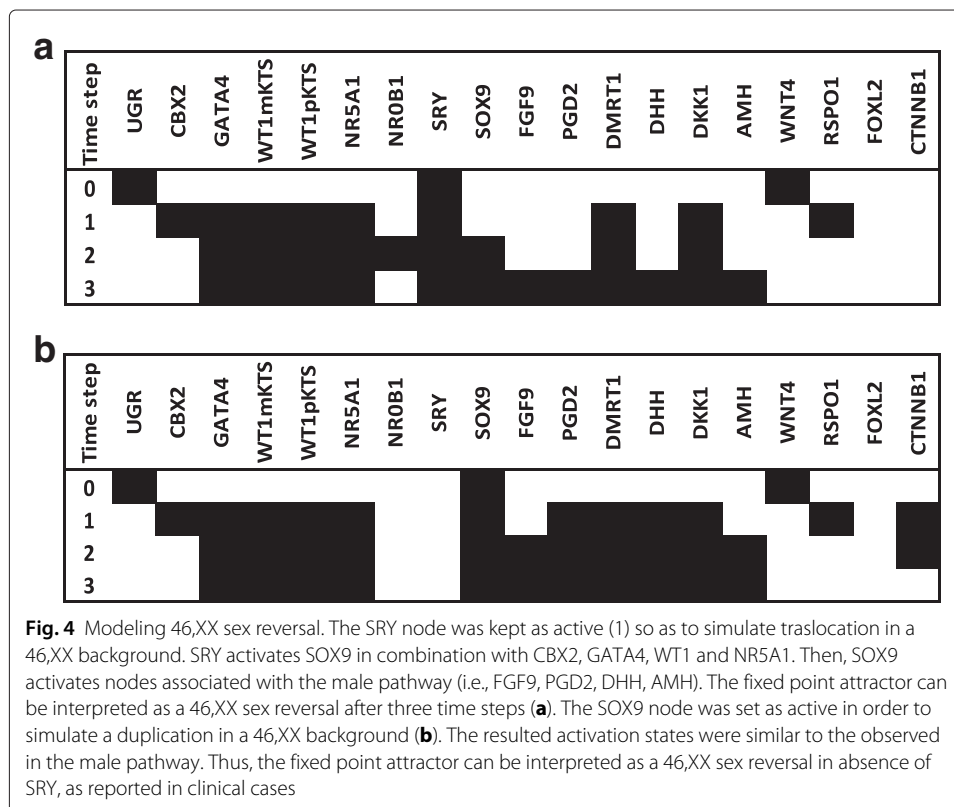 a
Time step UGR CBX2 GATA4 WT1mKTS WT1pKTS NR5A1 NR0B1 SRY SOX9 FGF9 PGD2 DMRT1 DHH DKK1 AMH WNT4 RSPO1 FOXL2 CTNNB1
0
1
2
3
b
Time step UGR CBX2 GATA4 WT1mKTS WT1pKTS NR5A1 NR0B1 SRY SOX9 FGF9 PGD2 DMRT1 DHH DKK1 AMH WNT4 RSPO1 FOXL2 CTNNB1
0
1
2
3
Fig. 4 Modeling 46,XX sex reversal. The SRY node was kept as active (1) so as to simulate traslocation in a
46,XX background. SRY activates SOX9 in combination with CBX2, GATA4, WT1 and NR5A1. Then, SOX9
activates nodes associated with the male pathway (i.e., FGF9, PGD2, DHH, AMH). The fixed point attractor can
be interpreted as a 46,XX sex reversal after three time steps (a). The SOX9 node was set as active in order to
simulate a duplication in a 46,XX background (b). The resulted activation states were similar to the observed
in the male pathway. Thus, the fixed point attractor can be interpreted as a 46,XX sex reversal in absence of
SRY, as reported in clinical cases